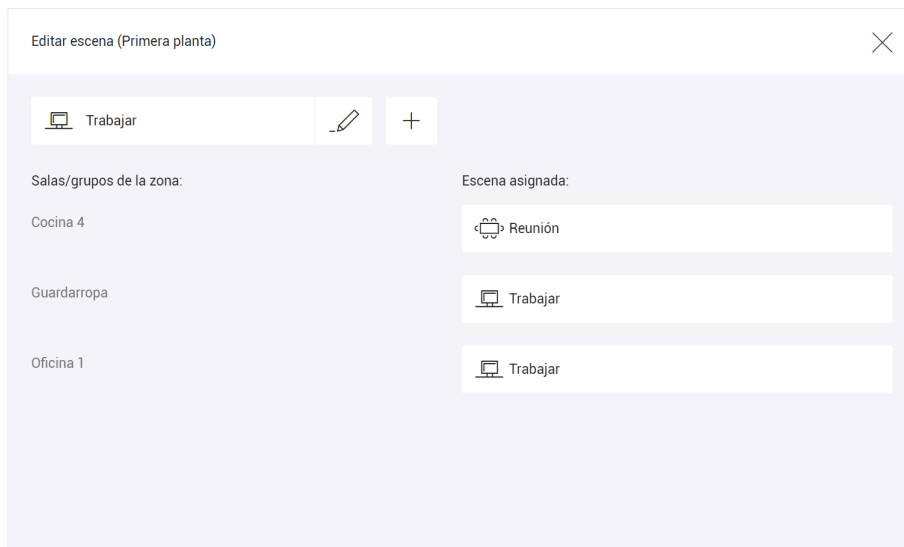 Editar escena (Primera planta)
Trabajar
Salas/grupos de la zona: Escena asignada:
Cocina 4 Reunión
Guardarropa Trabajar
Oficina 1 Trabajar